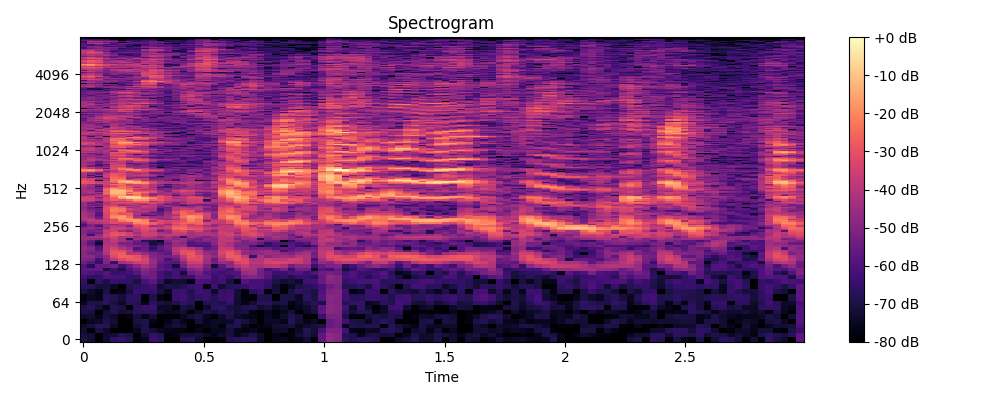 Spectrogram
Hz
4096
2048
1024
512
256
128
64
0
0 0.5 1 1.5 2 2.5
Time
+0 dB
-10 dB
-20 dB
-30 dB
-40 dB
-50 dB
-60 dB
-70 dB
-80 dB